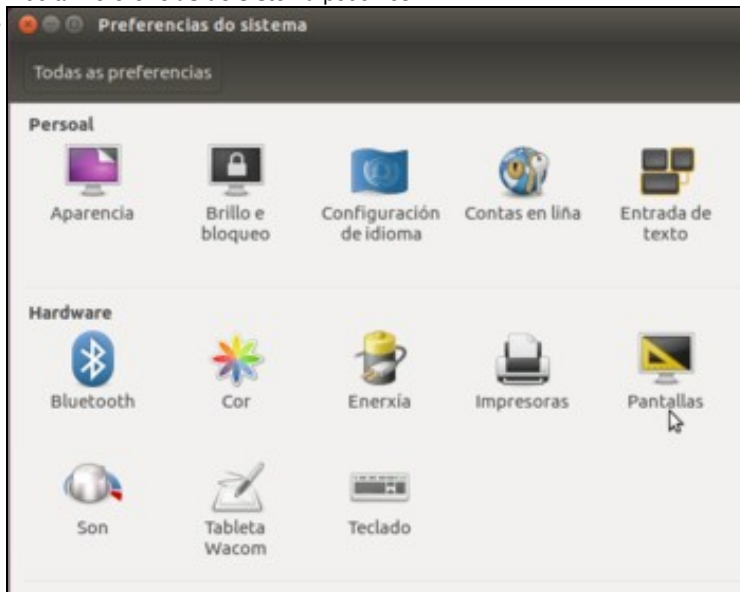 Preferencias do sistema
Todas as preferencias
Persoal
Aparencia
Brillo e
bloqueo
Configuración
de idioma
Contas en liña
Entrada de
texto
Hardware
Bluetooth
Cor
Enerxía
Impresoras
Pantallas
Son
Tableta
Wacom
Teclado